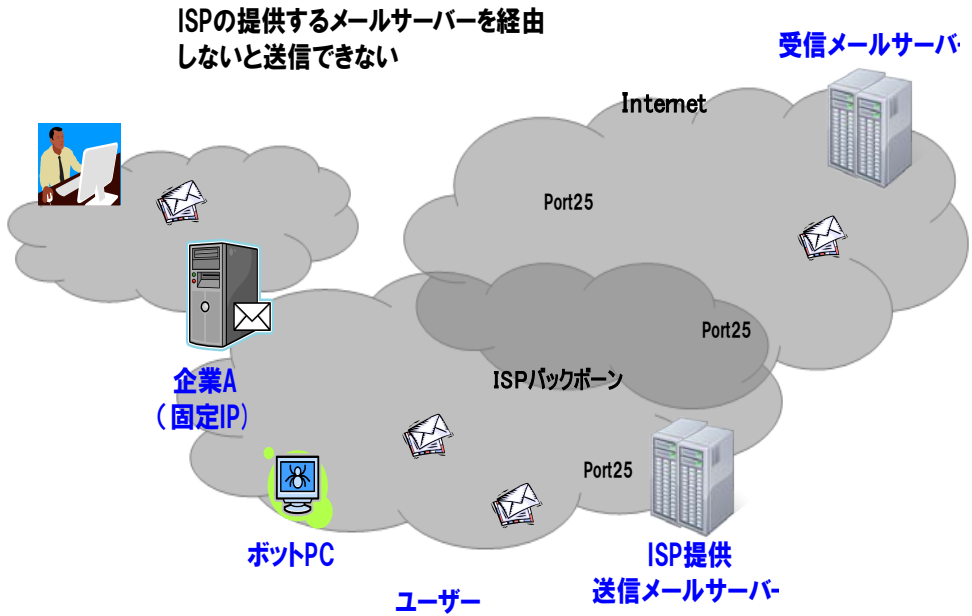 ISPの提供するメールサーバーを経由
しないと送信できない
受信メールサーバ-
Internet
Port25
Port25
ISPバックボーン
企業A
(固定IP)
Port25
ボットPC
ISP提供
送信メールサーバ-
ユーザー